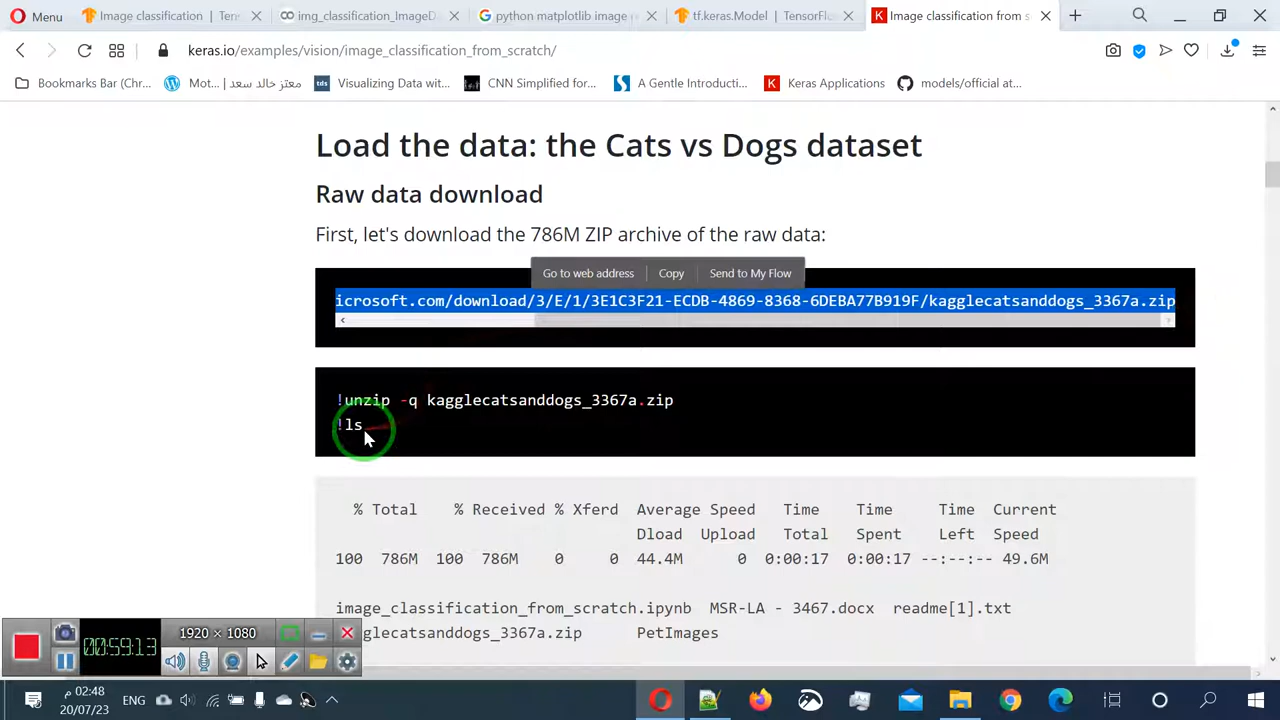 Image classification | Ten
img_classification_ImageDa
python matplotlib image r
tf.keras.Model | TensorFlo
Image classification from s
Menu
keras.io/examples/vision/image_classification_from_scratch/
Bookmarks Bar (Chr...
معتز خالد سعد | Mot...
Visualizing Data wit...
CNN Simplified for...
A Gentle Introducti...
Keras Applications
models/official at...
Load the data: the Cats vs Dogs dataset
Raw data download
First, let's download the 786M ZIP archive of the raw data:
Go to web address
Copy
Send to My Flow
icrosoft.com/download/3/E/1/3E1C3F21-ECDB-4869-8368-6DEBA77B919F/kagglecatsanddogs_3367a.zip
!unzip -q kagglecatsanddogs_3367a.zip
!ls
% Total % Received % Xferd Average Speed Time Time Time Current
Dload Upload Total Spent Left Speed
100 786M 100 786M 0 0 44.4M 0 0:00:17 0:00:17 --:--:-- 49.6M
image_classification_from_scratch.ipynb MSR-LA - 3467.docx readme[1].txt
gglecatsanddogs_3367a.zip PetImages
00:59:13
1920 × 1080
ENG
02:48 م
20/07/23